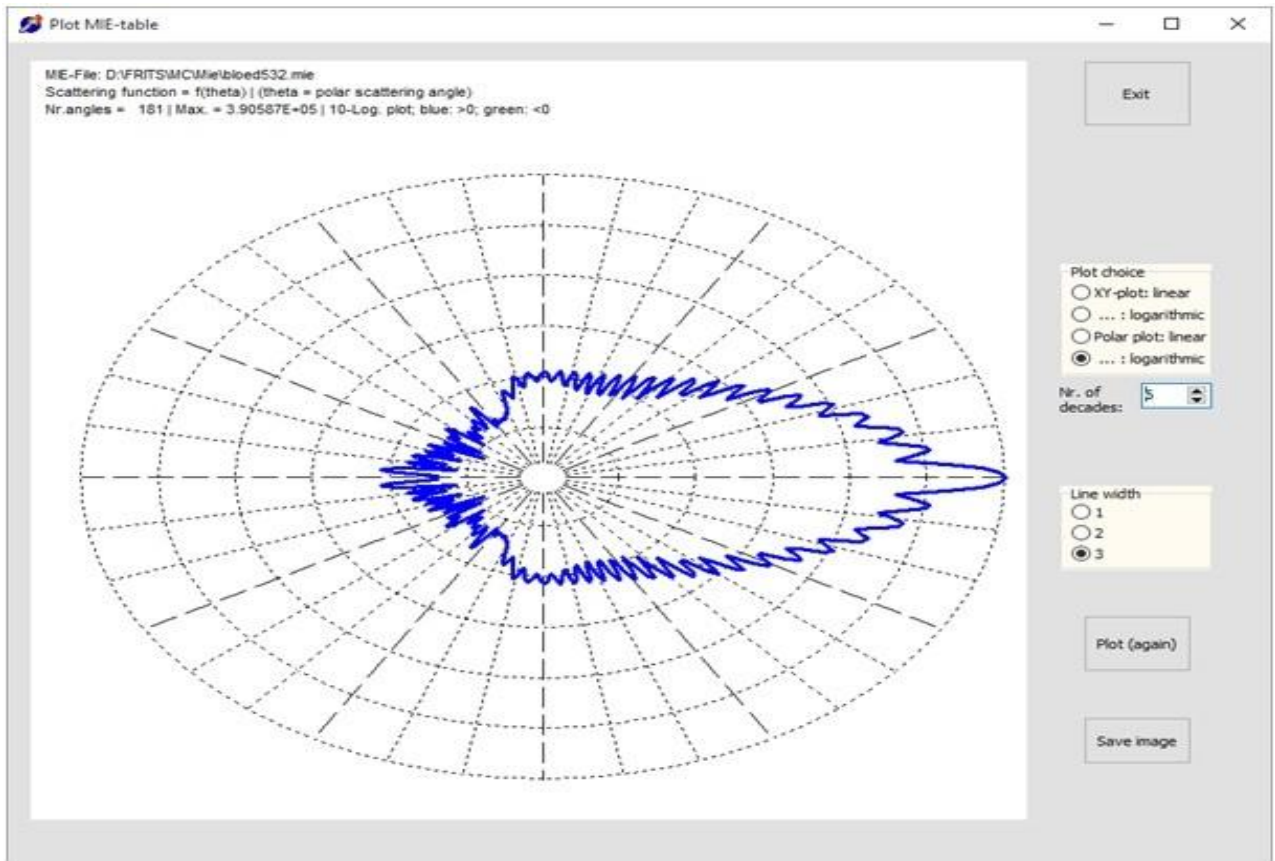 Plot MIE-table
MIE-File: D:\FRITS\MC\Mie\bloed532.mie
Scattering function = f(theta) | (theta = polar scattering angle)
Nr.angles = 181 | Max. = 3.90587E+05 | 10-Log. plot; blue: >0; green: <0
Exit
Plot choice
XY-plot: linear
... : logarithmic
Polar plot: linear
... : logarithmic
Nr. of
decades:
5
Line width
1
2
3
Plot (again)
Save image